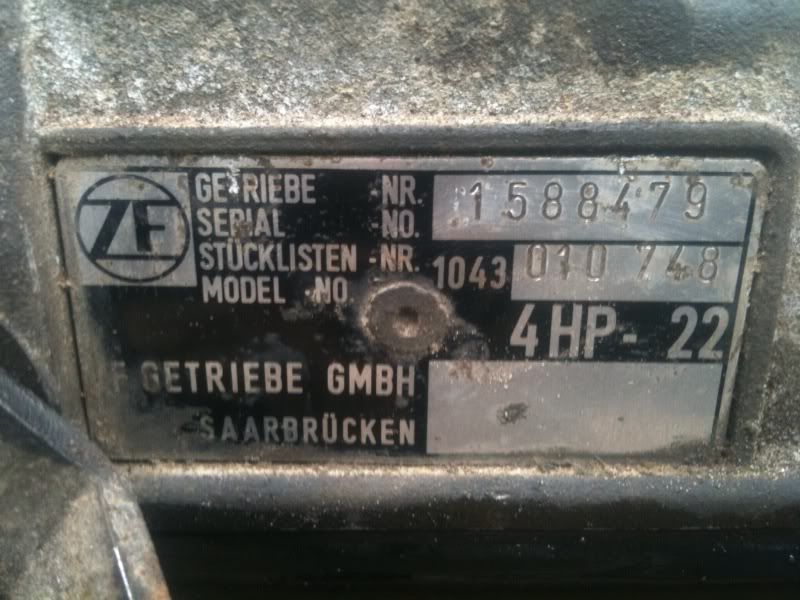 ZF
GETRIEBE -NR. 1588479
SERIAL -NO.
STÜCKLISTEN -NR. 1043 010 748
MODEL NO
4HP- 22
F GETRIEBE GMBH
SAARBRÜCKEN